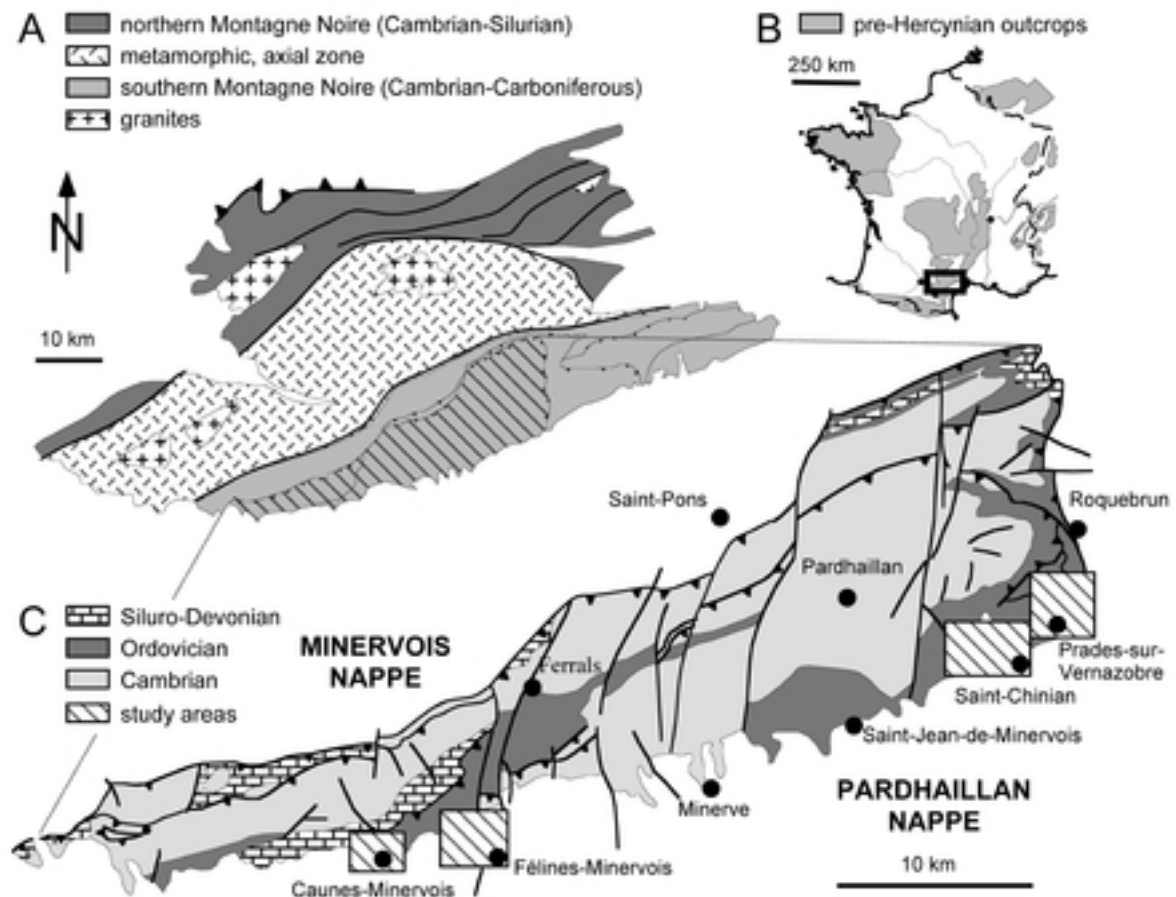 A
northern Montagne Noire (Cambrian-Silurian)
metamorphic, axial zone
southern Montagne Noire (Cambrian-Carboniferous)
granites
N
10 km
B
pre-Hercynian outcrops
250 km
C
Siluro-Devonian
Ordovician
Cambrian
study areas
MINERVOIS
NAPPE
Saint-Pons
Roquebrun
Pardhaillan
Ferrals
Prades-sur-
Vernazobre
Saint-Chinian
Saint-Jean-de-Minervois
Minerve
PARDHAILLAN
NAPPE
Félines-Minervois
Caunes-Minervois
10 km